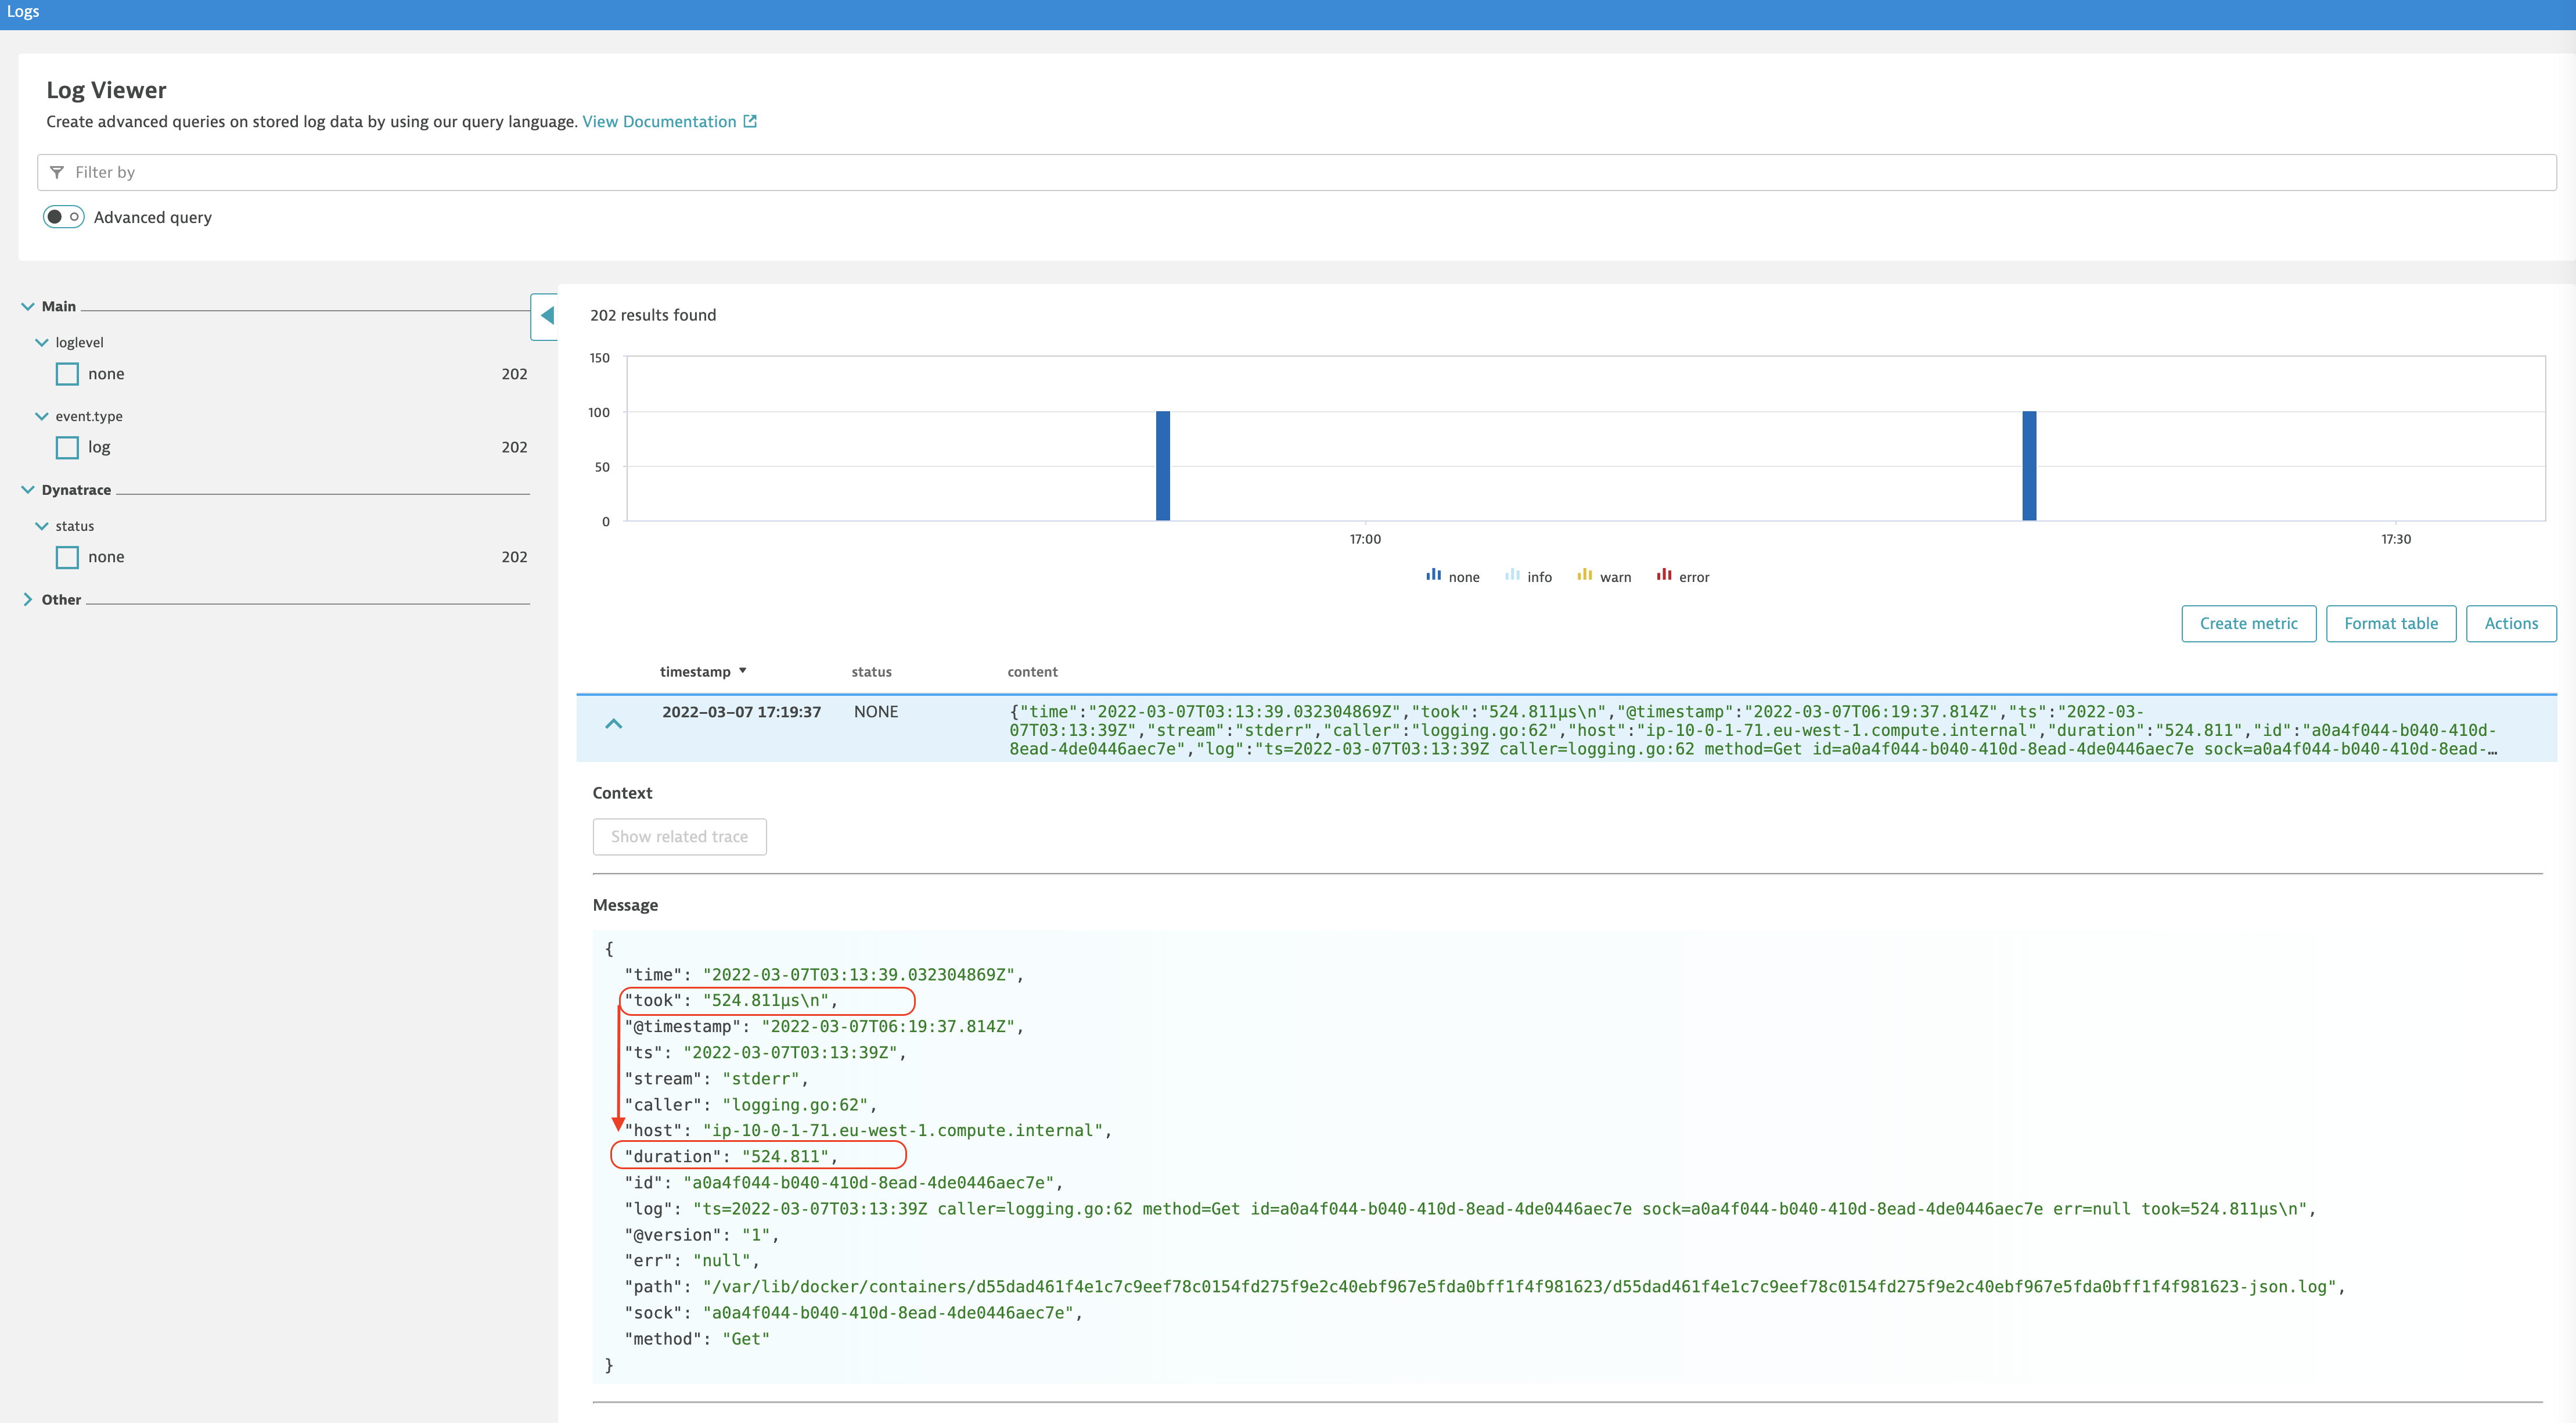 Logs
Log Viewer
Create advanced queries on stored log data by using our query language. View Documentation
Filter by
Advanced query
Main
loglevel
none 202
event.type
log 202
Dynatrace
status
none 202
Other
202 results found
150
100
50
0
17:00 17:30
none info warn error
Create metric Format table Actions
timestamp status content
2022-03-07 17:19:37 NONE {"time":"2022-03-07T03:13:39.032304869Z","took":"524.811µs\n","@timestamp":"2022-03-07T06:19:37.814Z","ts":"2022-03-
07T03:13:39Z","stream":"stderr","caller":"logging.go:62","host":"ip-10-0-1-71.eu-west-1.compute.internal","duration":"524.811","id":"a0a4f044-b040-410d-
8ead-4de0446aec7e","log":"ts=2022-03-07T03:13:39Z caller=logging.go:62 method=Get id=a0a4f044-b040-410d-8ead-4de0446aec7e sock=a0a4f044-b040-410d-8ead-…
Context
Show related trace
Message
{
"time": "2022-03-07T03:13:39.032304869Z",
"took": "524.811µs\n",
"@timestamp": "2022-03-07T06:19:37.814Z",
"ts": "2022-03-07T03:13:39Z",
"stream": "stderr",
"caller": "logging.go:62",
"host": "ip-10-0-1-71.eu-west-1.compute.internal",
"duration": "524.811",
"id": "a0a4f044-b040-410d-8ead-4de0446aec7e",
"log": "ts=2022-03-07T03:13:39Z caller=logging.go:62 method=Get id=a0a4f044-b040-410d-8ead-4de0446aec7e sock=a0a4f044-b040-410d-8ead-4de0446aec7e err=null took=524.811µs\n",
"@version": "1",
"err": "null",
"path": "/var/lib/docker/containers/d55dad461f4e1c7c9eef78c0154fd275f9e2c40ebf967e5fda0bff1f4f981623/d55dad461f4e1c7c9eef78c0154fd275f9e2c40ebf967e5fda0bff1f4f981623-json.log",
"sock": "a0a4f044-b040-410d-8ead-4de0446aec7e",
"method": "Get"
}